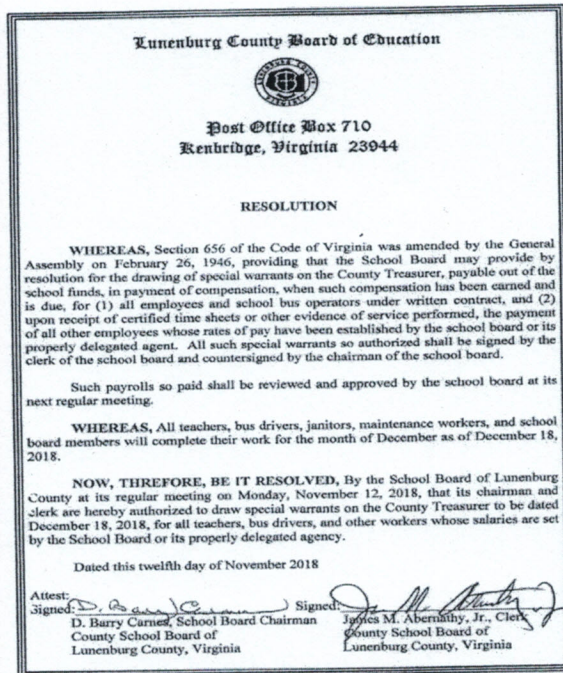 Lunenburg County Board of Education
LUNENBURG COUNTY
VIRGINIA
Post Office Box 710
Kenbridge, Virginia 23944
RESOLUTION
WHEREAS, Section 656 of the Code of Virginia was amended by the General
Assembly on February 26, 1946, providing that the School Board may provide by
resolution for the drawing of special warrants on the County Treasurer, payable out of the
school funds, in payment of compensation, when such compensation has been earned and
is due, for (1) all employees and school bus operators under written contract, and (2)
upon receipt of certified time sheets or other evidence of service performed, the payment
of all other employees whose rates of pay have been established by the school board or its
properly delegated agent. All such special warrants so authorized shall be signed by the
clerk of the school board and countersigned by the chairman of the school board.
Such payrolls so paid shall be reviewed and approved by the school board at its
next regular meeting.
WHEREAS, All teachers, bus drivers, janitors, maintenance workers, and school
board members will complete their work for the month of December as of December 18,
2018.
NOW, THREFORE, BE IT RESOLVED, By the School Board of Lunenburg
County at its regular meeting on Monday, November 12, 2018, that its chairman and
clerk are hereby authorized to draw special warrants on the County Treasurer to be dated
December 18, 2018, for all teachers, bus drivers, and other workers whose salaries are set
by the School Board or its properly delegated agency.
Dated this twelfth day of November 2018
Attest:
Signed: D. Barry Carnes Signed:
D. Barry Carnes, School Board Chairman James M. Abernathy, Jr., Clerk
County School Board of County School Board of
Lunenburg County, Virginia Lunenburg County, Virginia